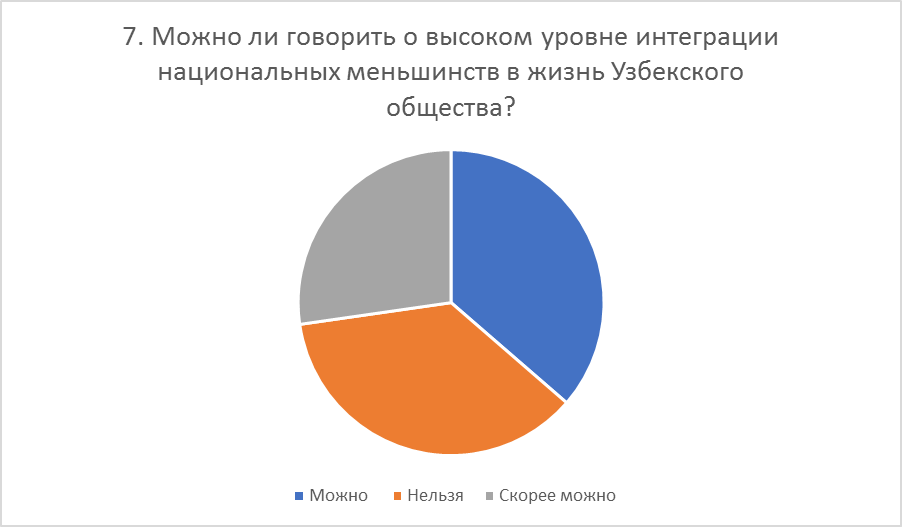 7. Можно ли говорить о высоком уровне интеграции
национальных меньшинств в жизнь Узбекского
общества?
Можно
Нельзя
Скорее можно